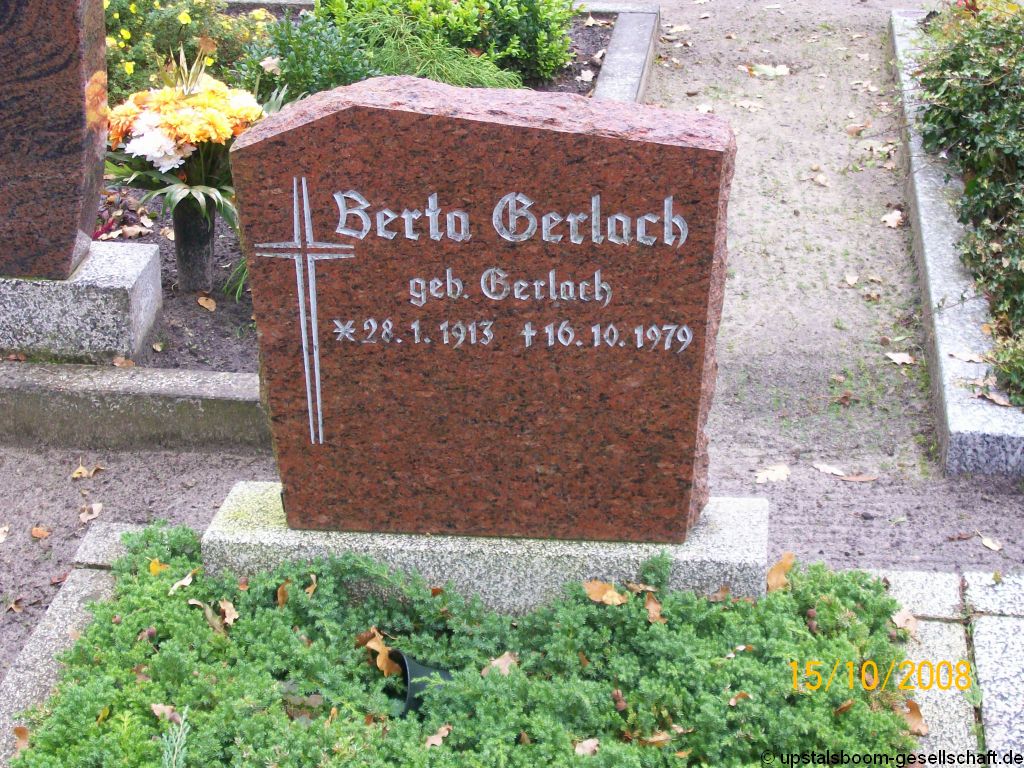 Berta Gerlach
geb. Gerlach
* 28. 1. 1913 † 16. 10. 1979
15/10/2008
© upstalsboom-gesellschaft.de